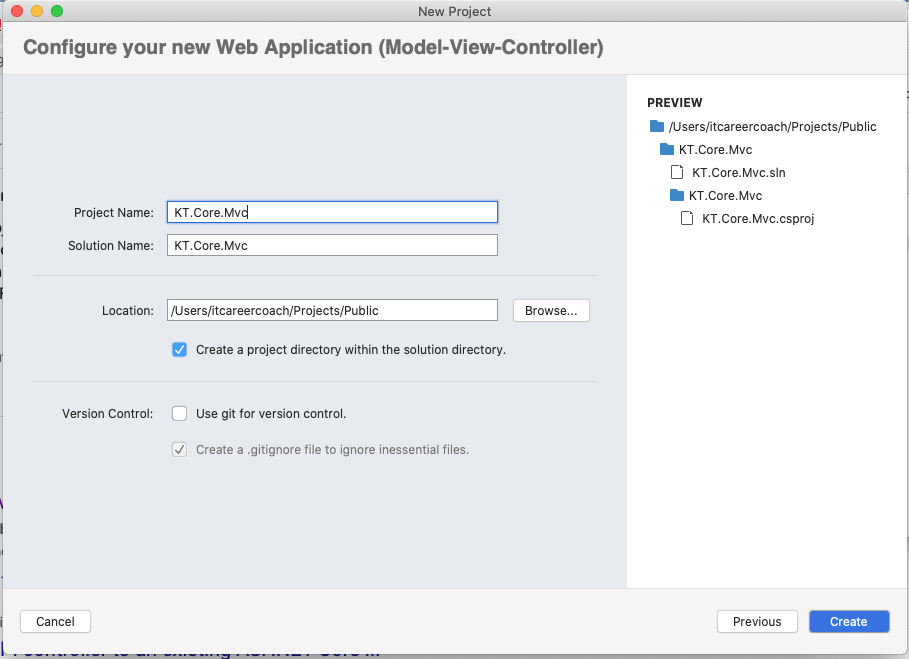 New Project
Configure your new Web Application (Model-View-Controller)
Project Name: KT.Core.Mvc
Solution Name: KT.Core.Mvc
Location: /Users/itcareercoach/Projects/Public Browse...
Create a project directory within the solution directory.
Version Control: Use git for version control.
Create a .gitignore file to ignore inessential files.
PREVIEW
/Users/itcareercoach/Projects/Public
KT.Core.Mvc
KT.Core.Mvc.sln
KT.Core.Mvc
KT.Core.Mvc.csproj
Cancel Previous Create